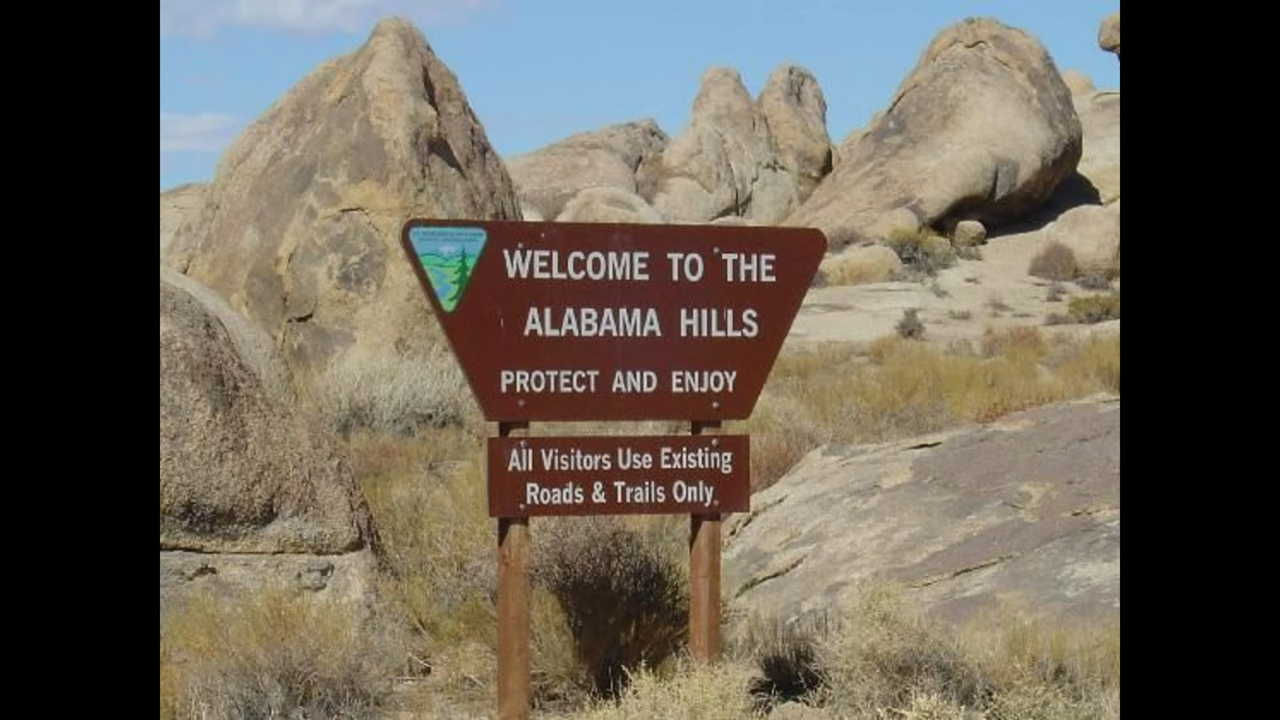 WELCOME TO THE
ALABAMA HILLS
PROTECT AND ENJOY
All Visitors Use Existing
Roads & Trails Only